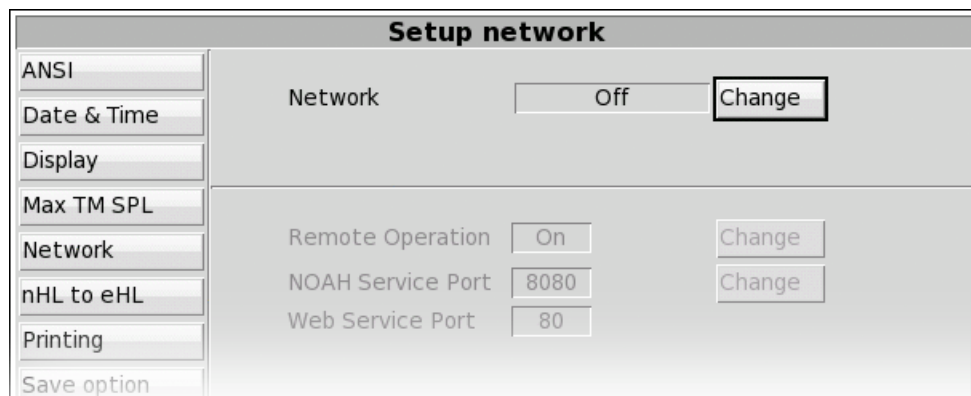 Setup network
ANSI
Date & Time
Display
Max TM SPL
Network
nHL to eHL
Printing
Save option
Network Off Change
Remote Operation On Change
NOAH Service Port 8080 Change
Web Service Port 80